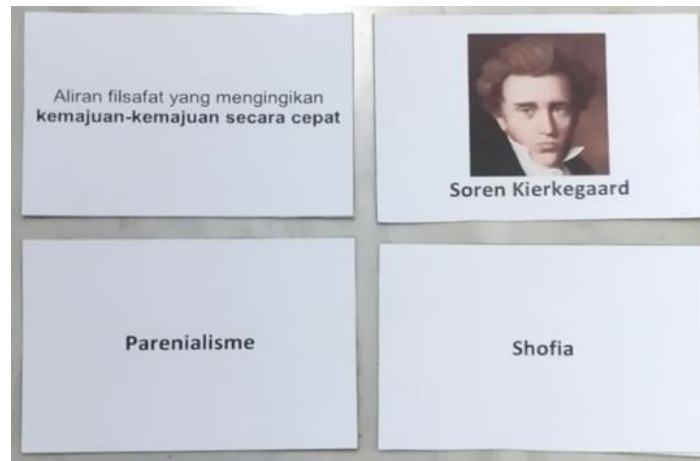 Aliran filsafat yang mengingikan
kemajuan-kemajuan secara cepat
Soren Kierkegaard
Parenialisme
Shofia